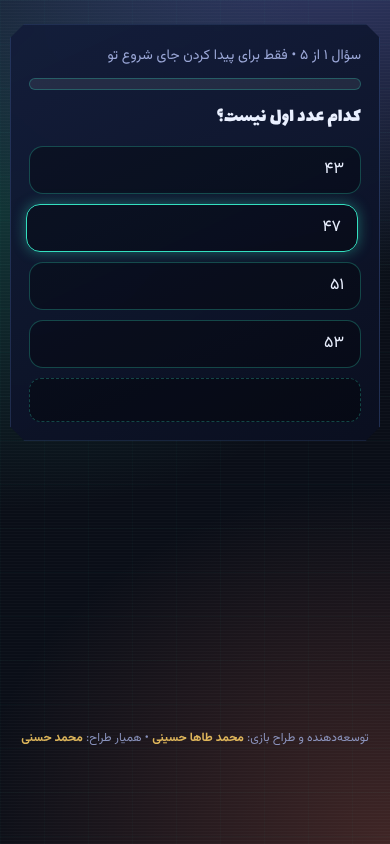 سؤال ۱ از ۵ • فقط برای پیدا کردن جای شروع تو
کدام عدد اول نیست؟
۴۳
۴۷
۵۱
۵۳
توسعه‌دهنده و طراح بازی: محمد طاها حسینی • همیار طراح: محمد حسنی